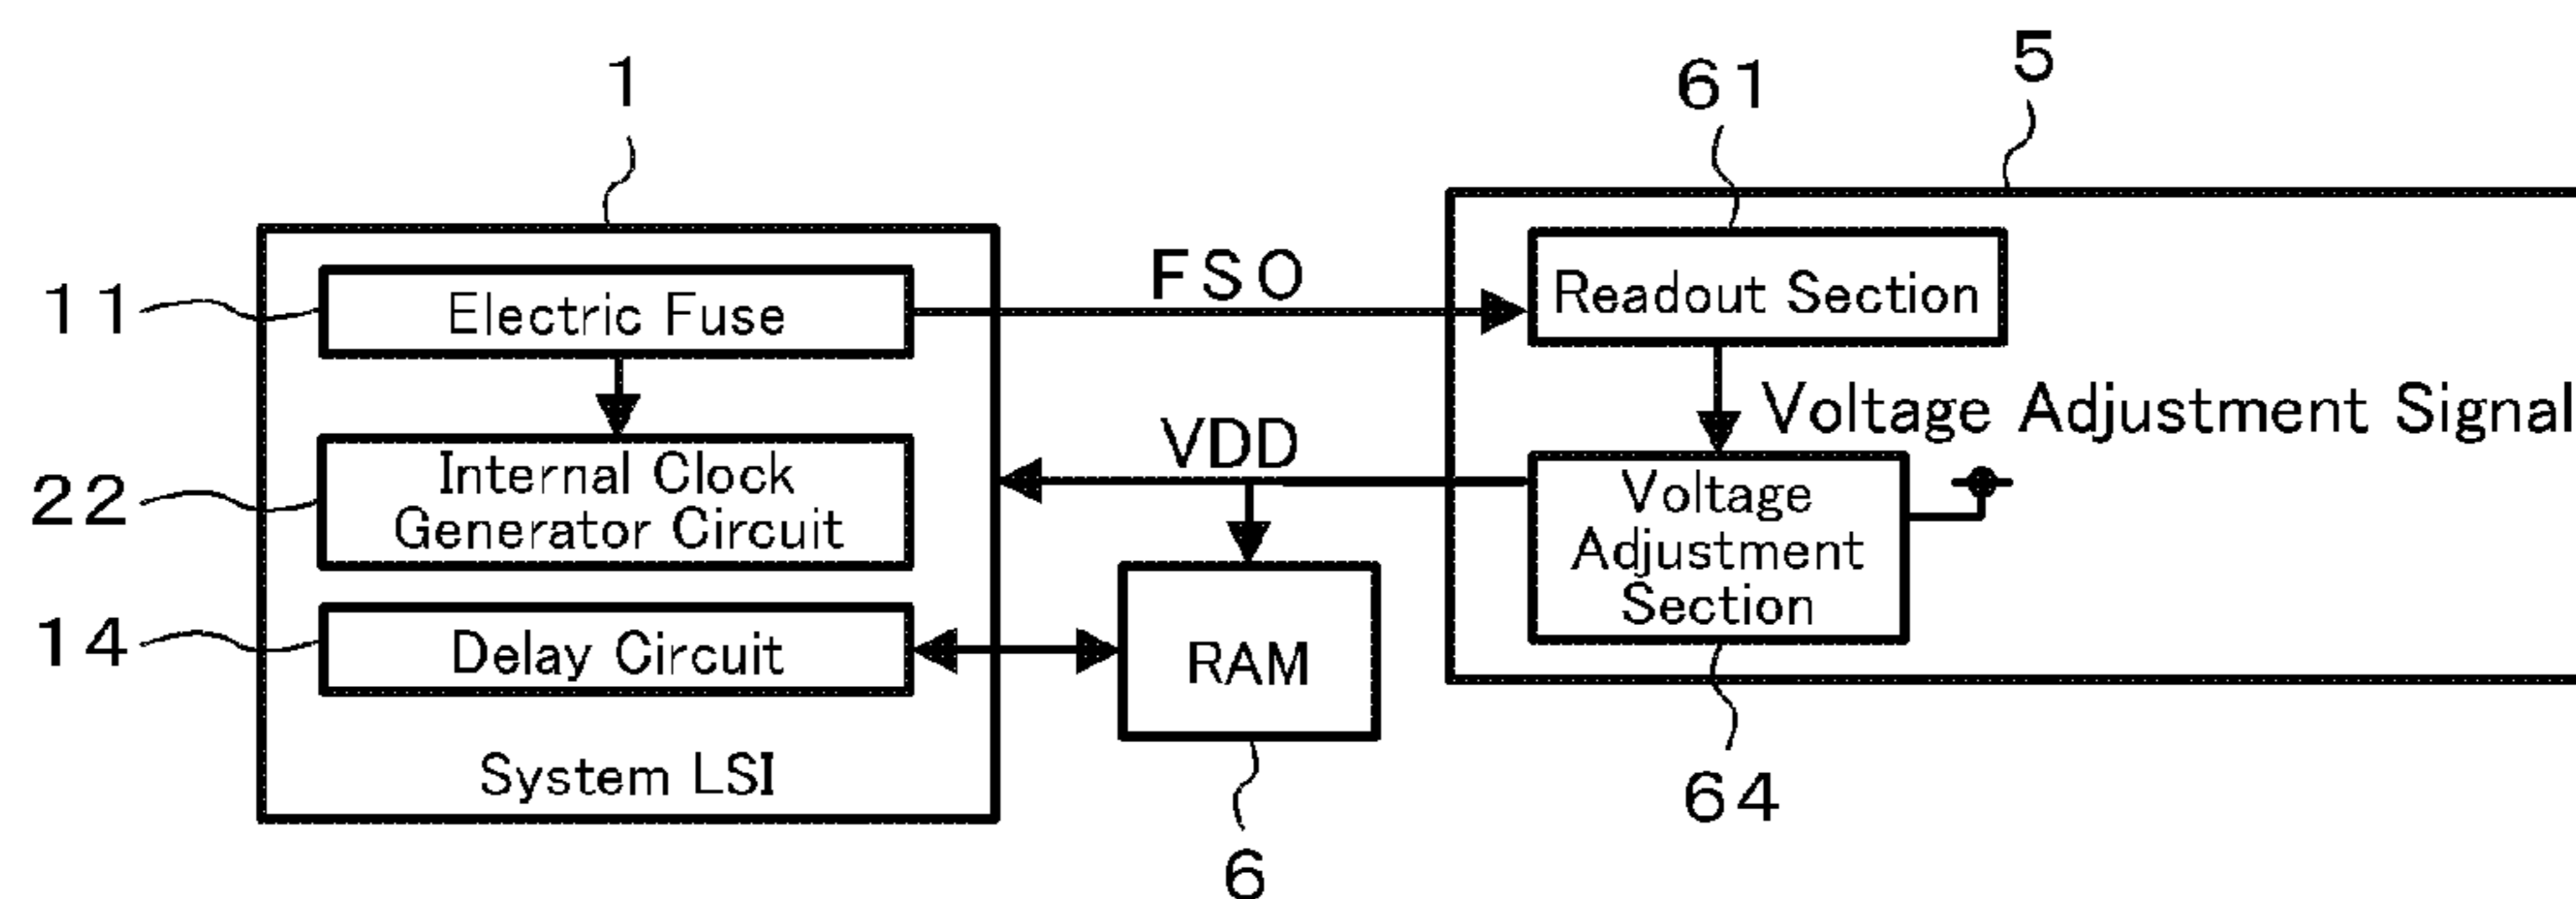 1
61
5
11
Electric Fuse
FSO
Readout Section
Voltage Adjustment Signal
VDD
22
Internal Clock
Generator Circuit
Voltage
Adjustment
Section
14
Delay Circuit
RAM
System LSI
64
6